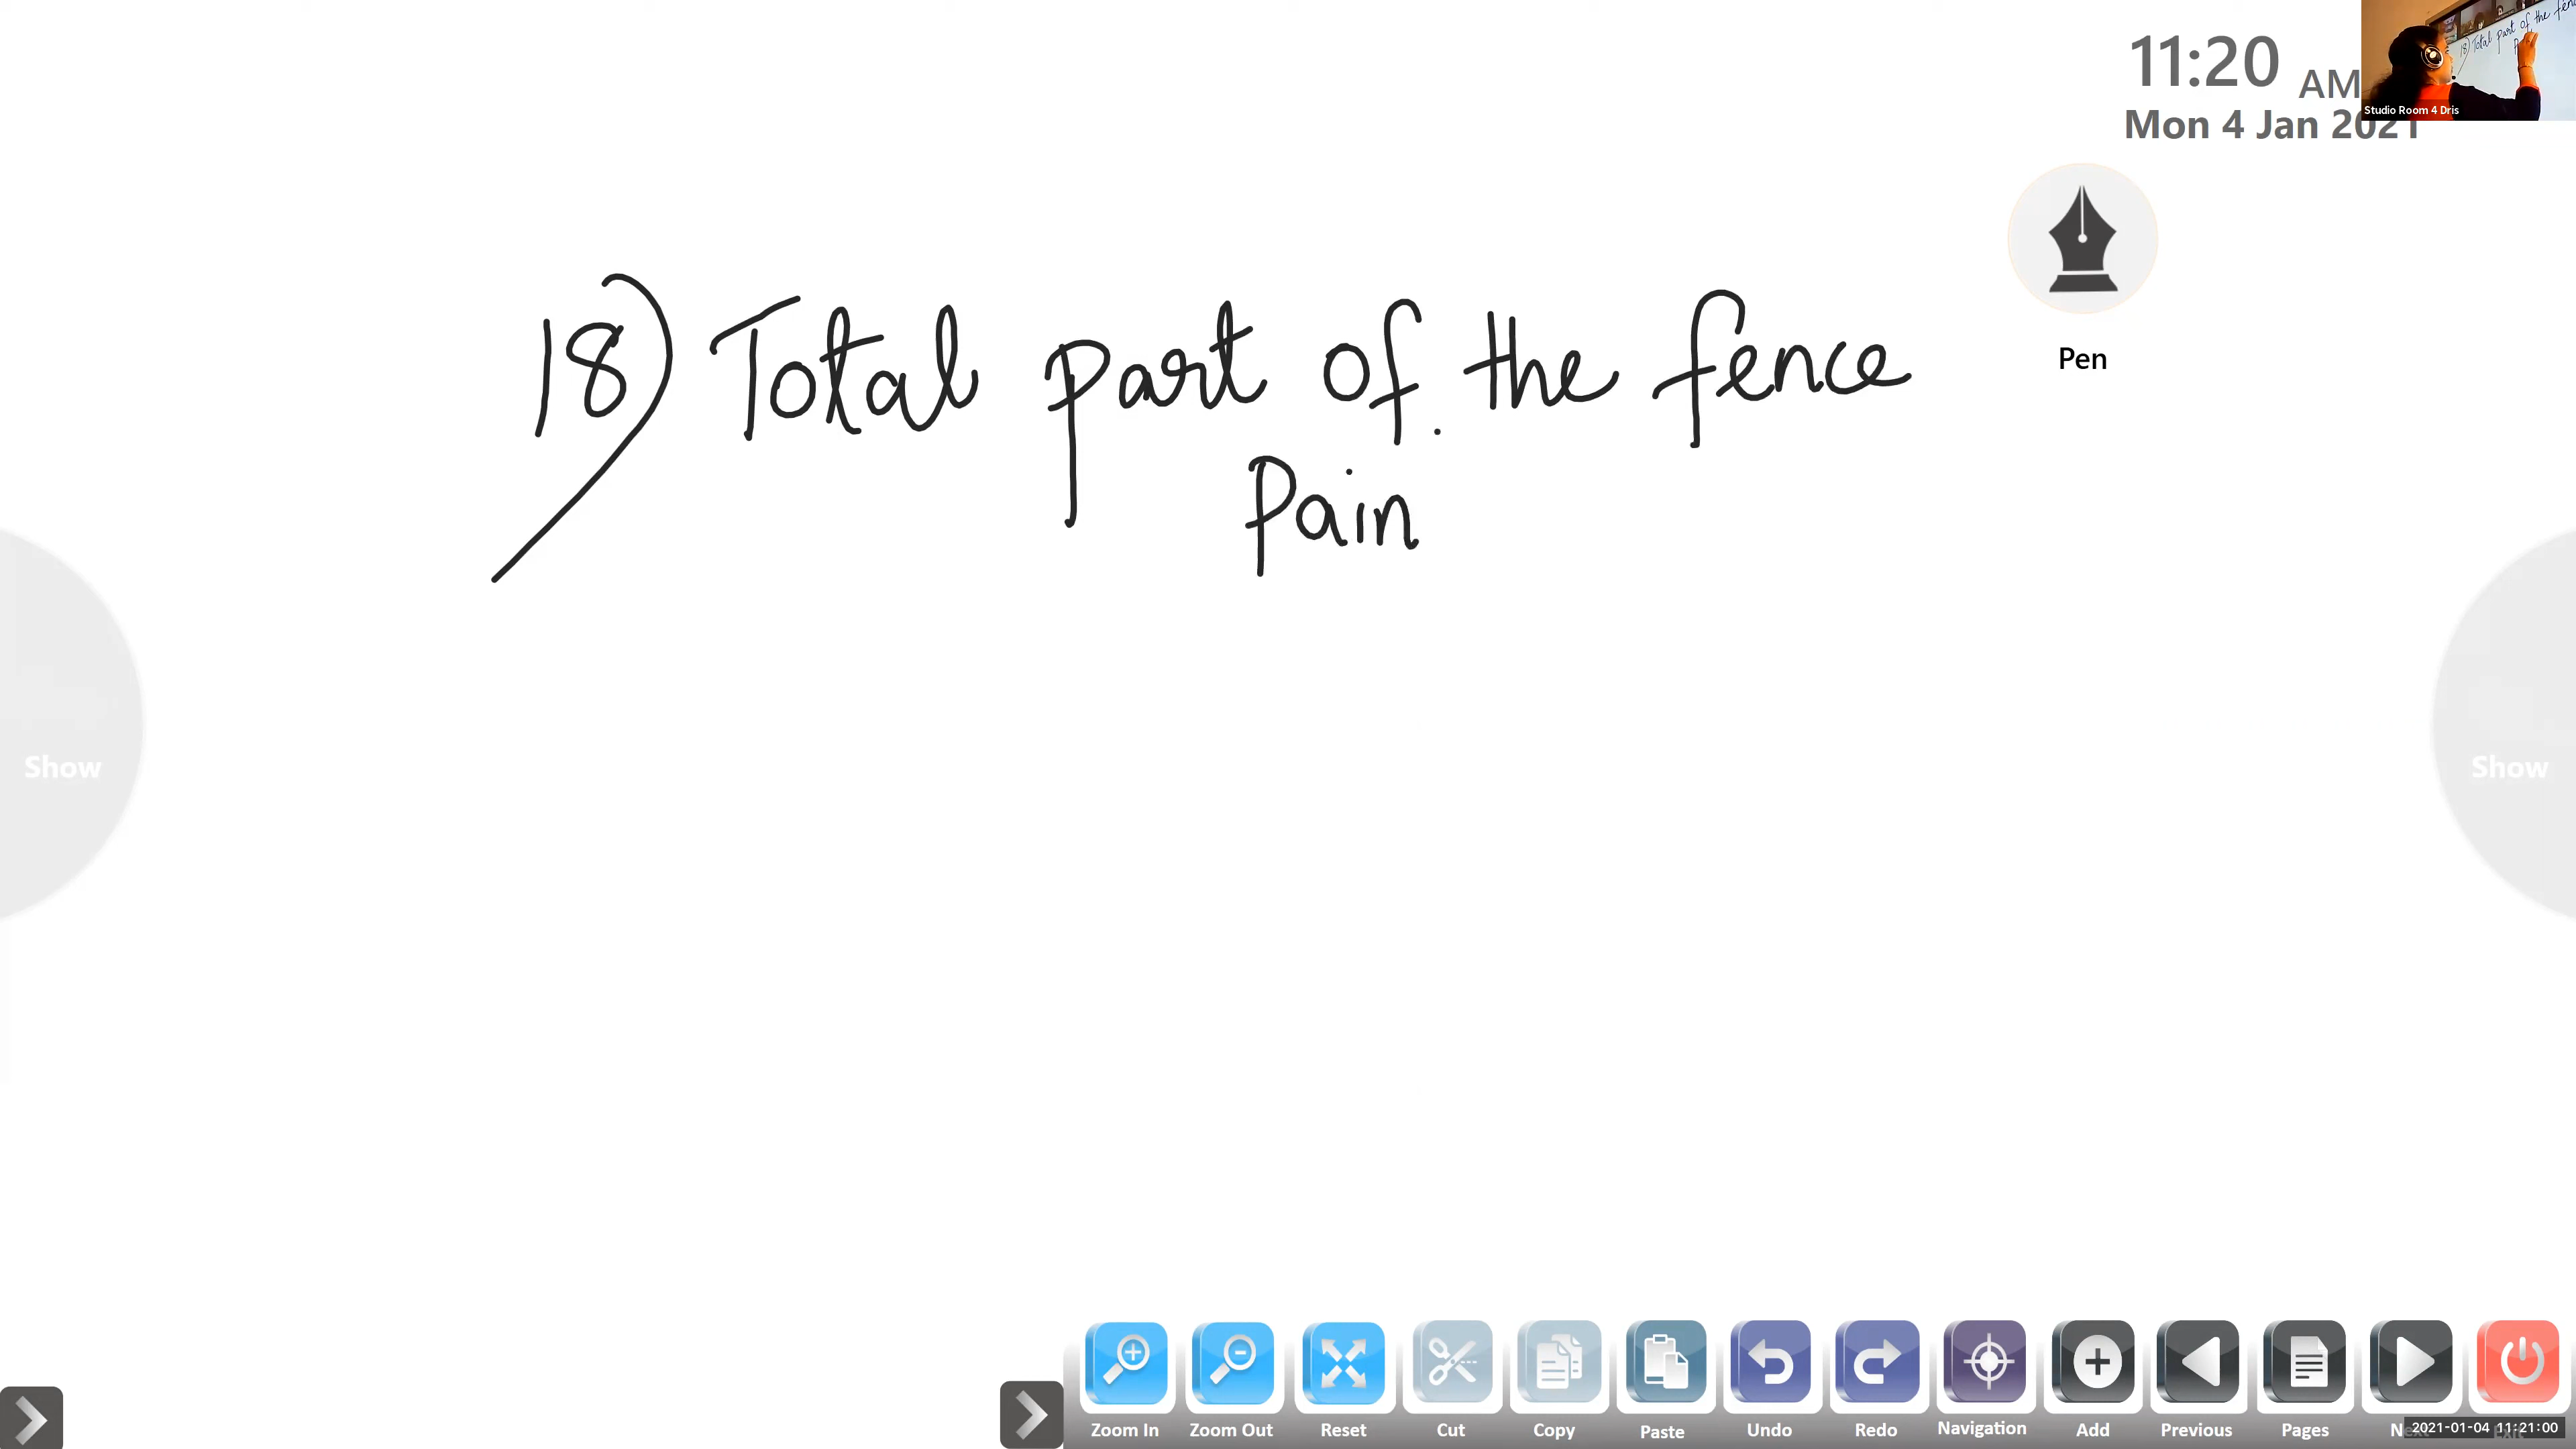 11:20 AM
Mon 4 Jan 2021
Studio Room 4 Dris
18) Total part of the fence
Pen
Pain
Show
Show
Zoom In Zoom Out Reset Cut Copy Paste Undo Redo Navigation Add Previous Pages
2021-01-04 11:21:00